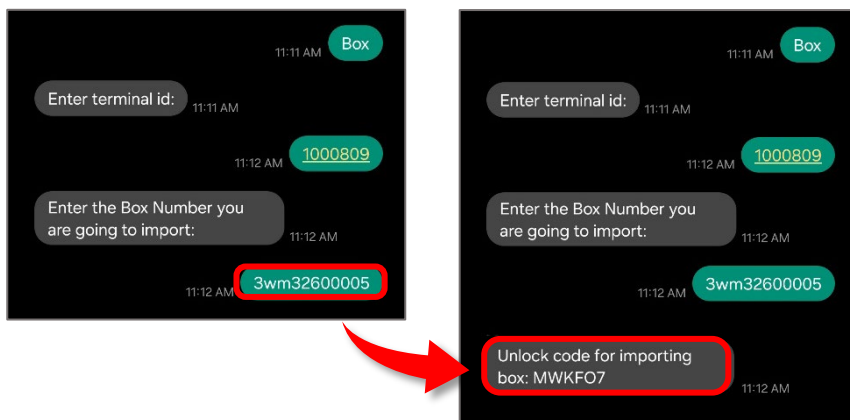 Box
11:11 AM
Enter terminal id:
11:11 AM
1000809
11:12 AM
Enter the Box Number you
are going to import:
11:12 AM
3wm32600005
11:12 AM
Box
11:11 AM
Enter terminal id:
11:11 AM
1000809
11:12 AM
Enter the Box Number you
are going to import:
11:12 AM
3wm32600005
11:12 AM
Unlock code for importing
box: MWKFO7
11:12 AM